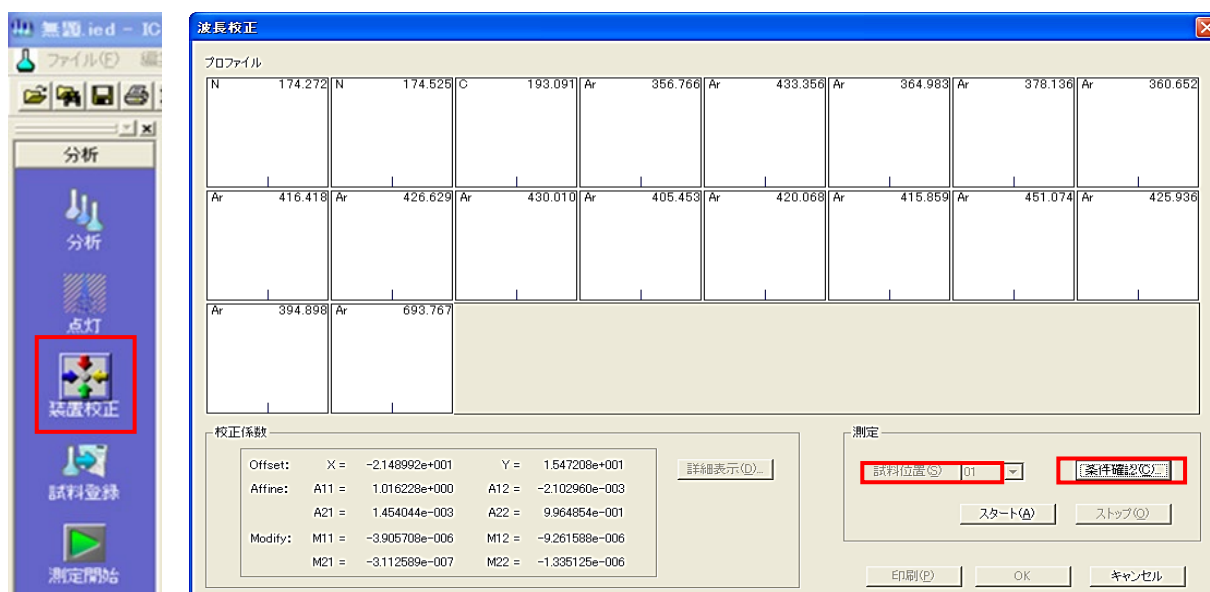 無題.ied - IC
ファイル(F)
分析
分析
点灯
装置校正
試料登録
測定開始
波長校正
プロファイル
N 174.272 N 174.525 C 193.091 Ar 356.766 Ar 433.356 Ar 364.983 Ar 378.136 Ar 360.652
Ar 416.418 Ar 426.629 Ar 430.010 Ar 405.453 Ar 420.068 Ar 415.859 Ar 451.074 Ar 425.936
Ar 394.898 Ar 693.767
校正係数
Offset: X = -2.148992e+001 Y = 1.547208e+001
Affine: A11 = 1.016228e+000 A12 = -2.102960e-003
A21 = 1.454044e-003 A22 = 9.964854e-001
Modify: M11 = -3.905708e-006 M12 = -9.261588e-006
M21 = -3.112589e-007 M22 = -1.335125e-006
詳細表示(D)...
測定
試料位置(S) 01
条件確認(C)...
スタート(A) ストップ(O)
印刷(P) OK キャンセル